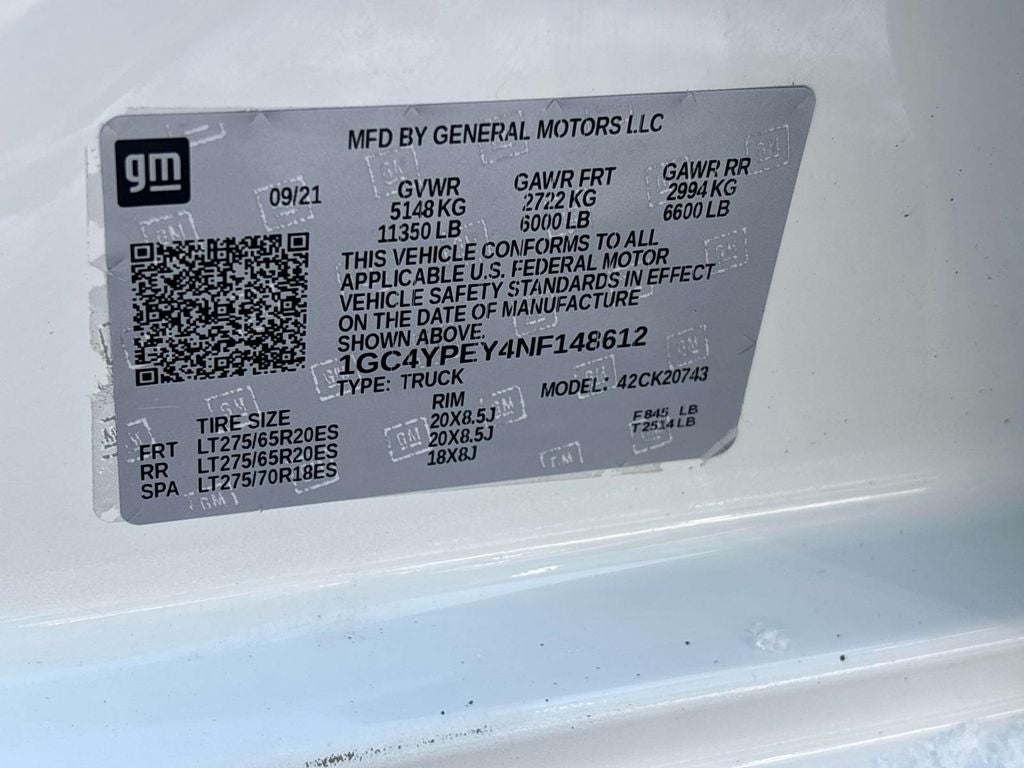 gm
MFD BY GENERAL MOTORS LLC
09/21
GVWR
5148 KG
11350 LB
GAWR FRT
2722 KG
6000 LB
GAWR RR
2994 KG
6600 LB
THIS VEHICLE CONFORMS TO ALL
APPLICABLE U.S. FEDERAL MOTOR
VEHICLE SAFETY STANDARDS IN EFFECT
ON THE DATE OF MANUFACTURE
SHOWN ABOVE.
1GC4YPEY4NF148612
TYPE: TRUCK
MODEL: 42CK20743
TIRE SIZE RIM
FRT LT275/65R20ES 20X8.5J
RR LT275/65R20ES 20X8.5J
SPA LT275/70R18ES 18X8J
F 845 LB
T 2514 LB